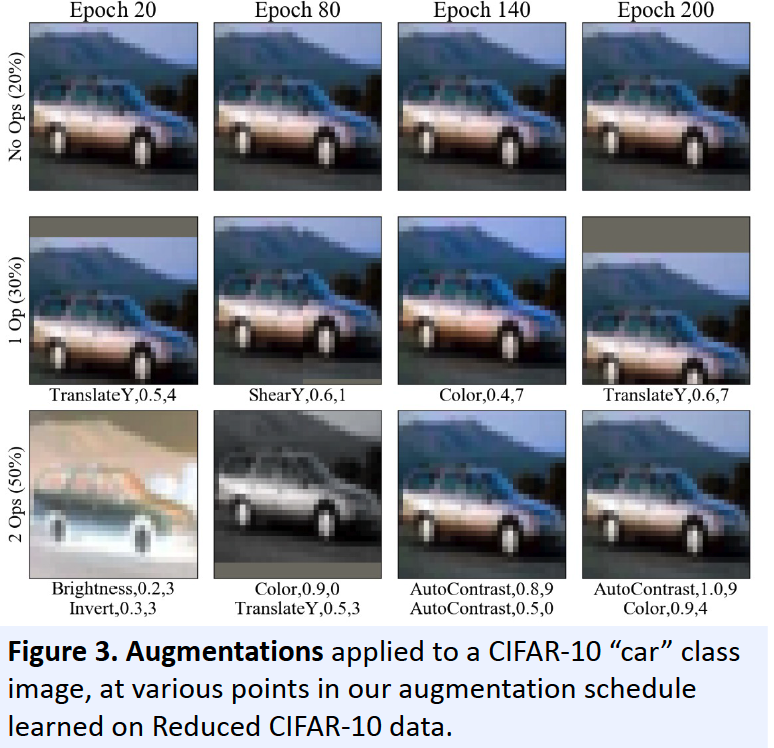 Epoch 20 Epoch 80 Epoch 140 Epoch 200
No Ops (20%)
1 Op (30%)
TranslateY,0.5,4 ShearY,0.6,1 Color,0.4,7 TranslateY,0.6,7
2 Ops (50%)
Brightness,0.2,3 Color,0.9,0 AutoContrast,0.8,9 AutoContrast,1.0,9
Invert,0.3,3 TranslateY,0.5,3 AutoContrast,0.5,0 Color,0.9,4
Figure 3. Augmentations applied to a CIFAR-10 “car” class
image, at various points in our augmentation schedule
learned on Reduced CIFAR-10 data.